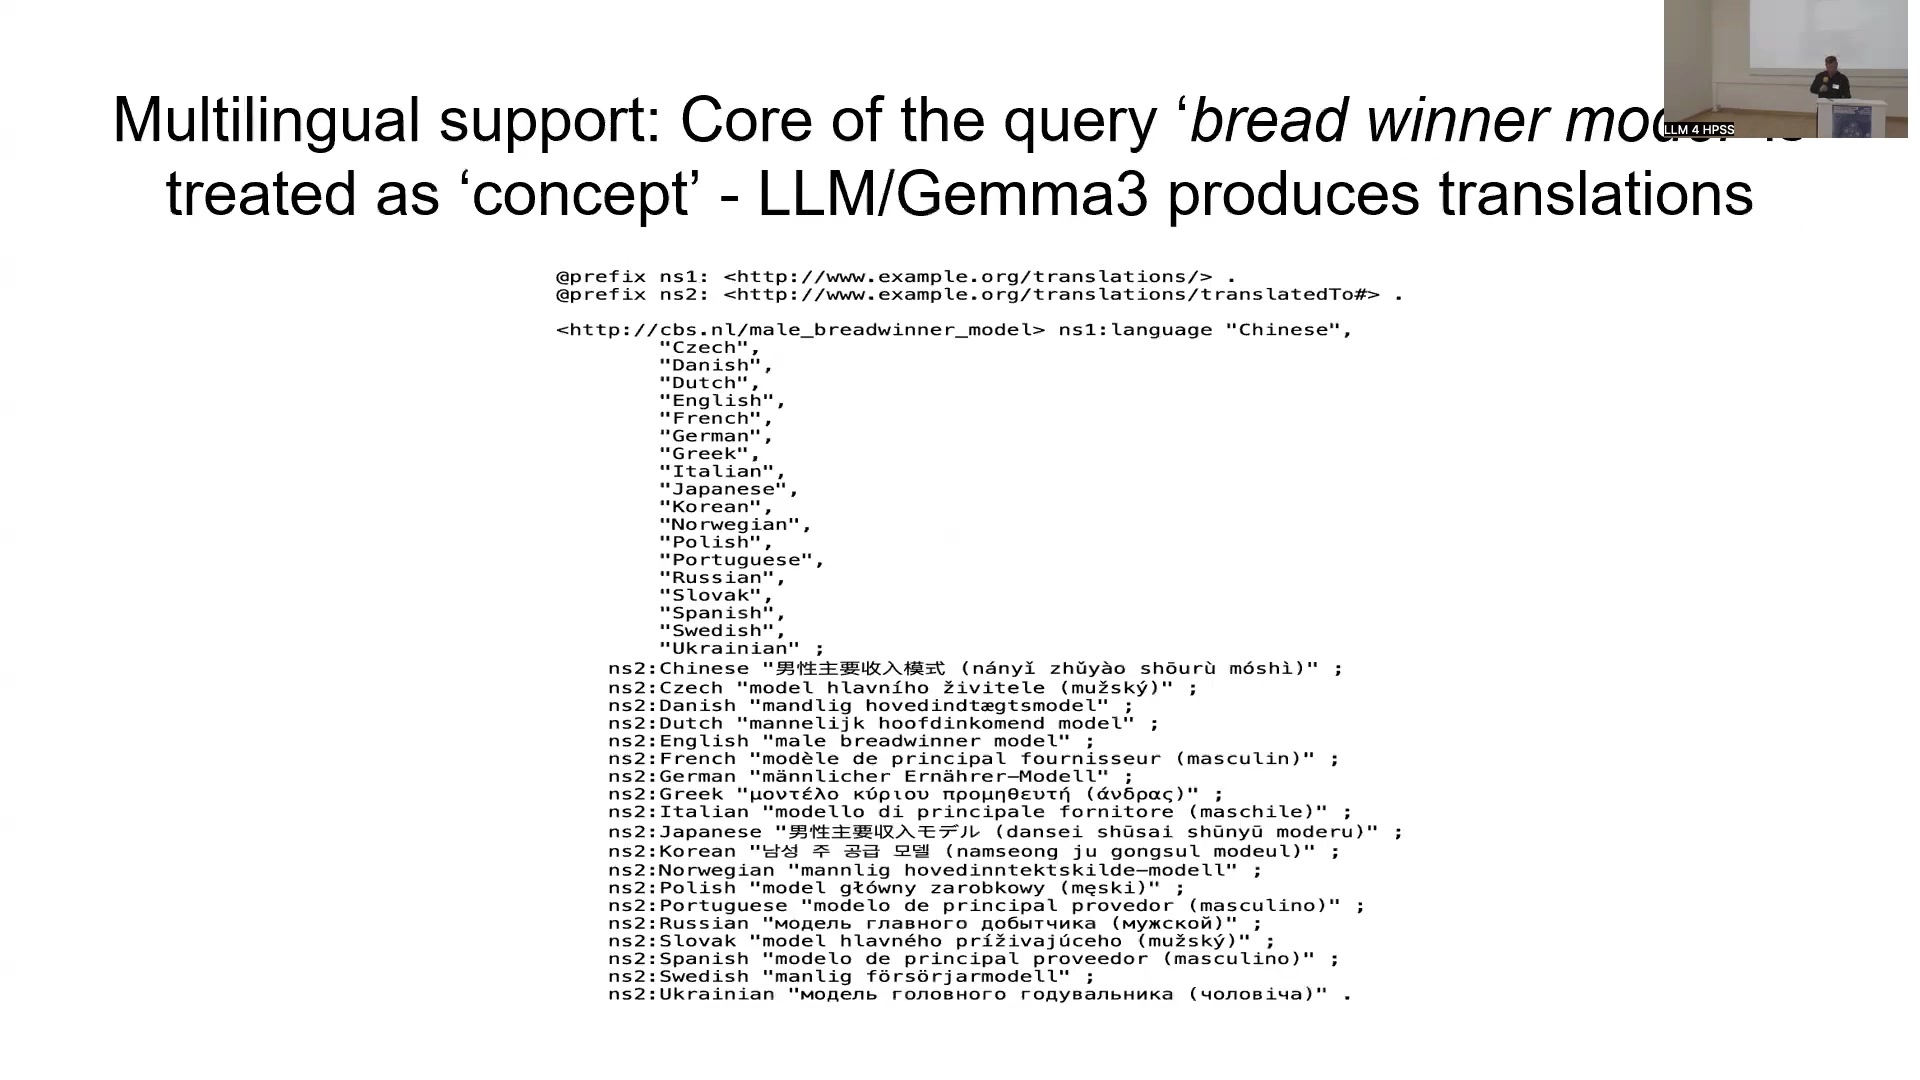 Multilingual support: Core of the query ‘bread winner
treated as ‘concept’ - LLM/Gemma3 produces translations
LLM 4 HPSS
@prefix ns1: <http://www.example.org/translations/> .
@prefix ns2: <http://www.example.org/translations/translatedTo#> .
<http://cbs.nl/male_breadwinner_model> ns1:language "Chinese",
"Czech",
"Danish",
"Dutch",
"English",
"French",
"German",
"Greek",
"Italian",
"Japanese",
"Korean",
"Norwegian",
"Polish",
"Portuguese",
"Russian",
"Slovak",
"Spanish",
"Swedish",
"Ukrainian" ;
ns2:Chinese "男性主要收入模式 (nányǐ zhǔyào shōurù móshì)" ;
ns2:Czech "model hlavního živitele (mužský)" ;
ns2:Danish "mandlig hovedindtægtsmodel" ;
ns2:Dutch "mannelijk hoofdinkomend model" ;
ns2:English "male breadwinner model" ;
ns2:French "modèle de principal fournisseur (masculin)" ;
ns2:German "männlicher Ernährer–Modell" ;
ns2:Greek "μοντέλο κύριου προμηθευτή (άνδρας)" ;
ns2:Italian "modello di principale fornitore (maschile)" ;
ns2:Japanese "男性主要収入モデル (dansei shūsai shūnyū moderu)" ;
ns2:Korean "남성 주 공급 모델 (namseong ju gongsul modeul)" ;
ns2:Norwegian "mannlig hovedinntektskilde–modell" ;
ns2:Polish "model główny zarobkowy (męski)" ;
ns2:Portuguese "modelo de principal provedor (masculino)" ;
ns2:Russian "модель главного добытчика (мужской)" ;
ns2:Slovak "model hlavného príživajúceho (mužský)" ;
ns2:Spanish "modelo de principal proveedor (masculino)" ;
ns2:Swedish "manlig försörjarmodell" ;
ns2:Ukrainian "модель головного годувальника (чоловіча)" .